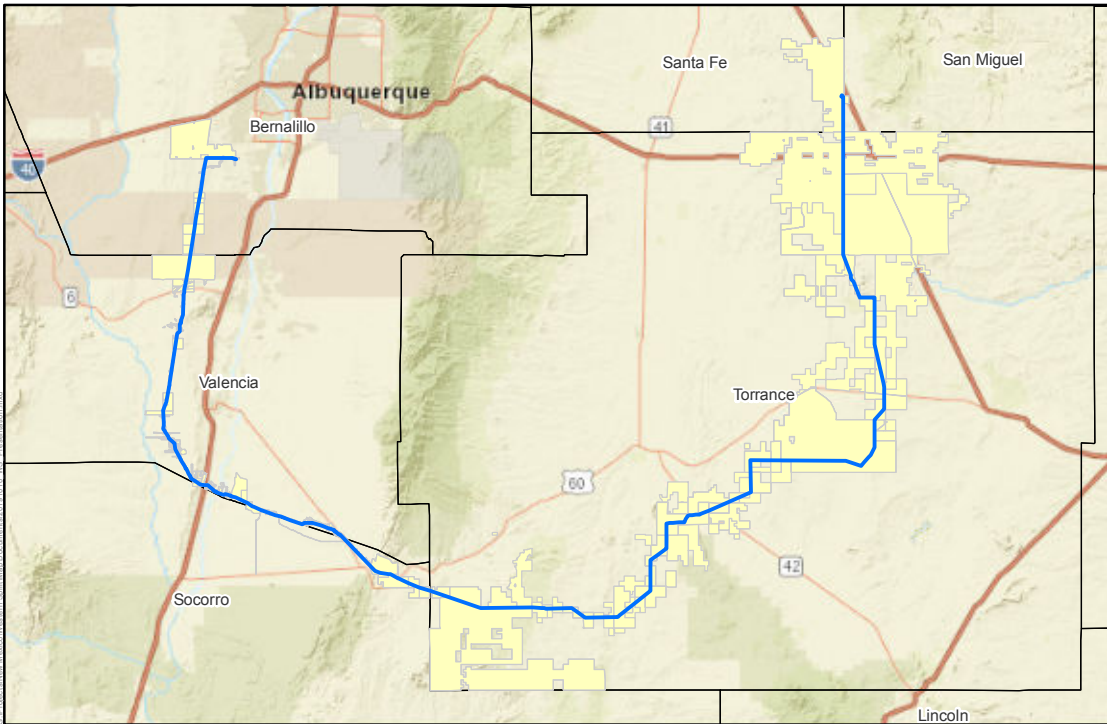 Santa Fe
San Miguel
Albuquerque
Bernalillo
41
40
6
Valencia
Torrance
60
42
Socorro
Lincoln